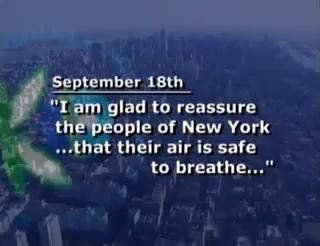 September 18th
"I am glad to reassure
the people of New York
...that their air is safe
to breathe..."